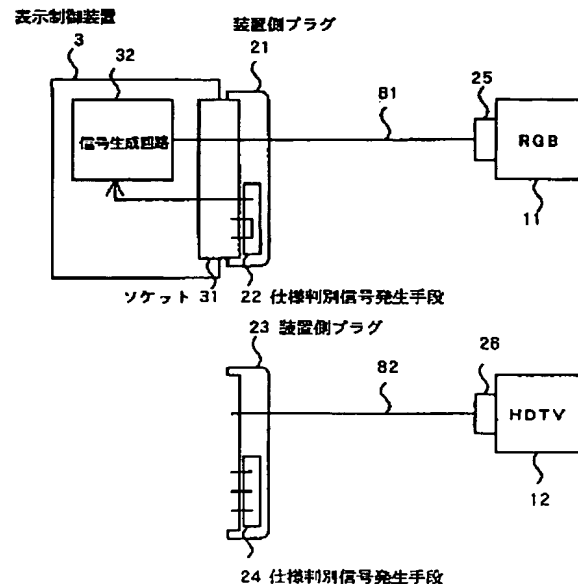 表示制御装置
3
32
装置側プラグ
21
81
25
信号生成回路
RGB
11
ソケット 31
22 仕様判別信号発生手段
23 装置側プラグ
82
26
HDTV
12
24 仕様判別信号発生手段